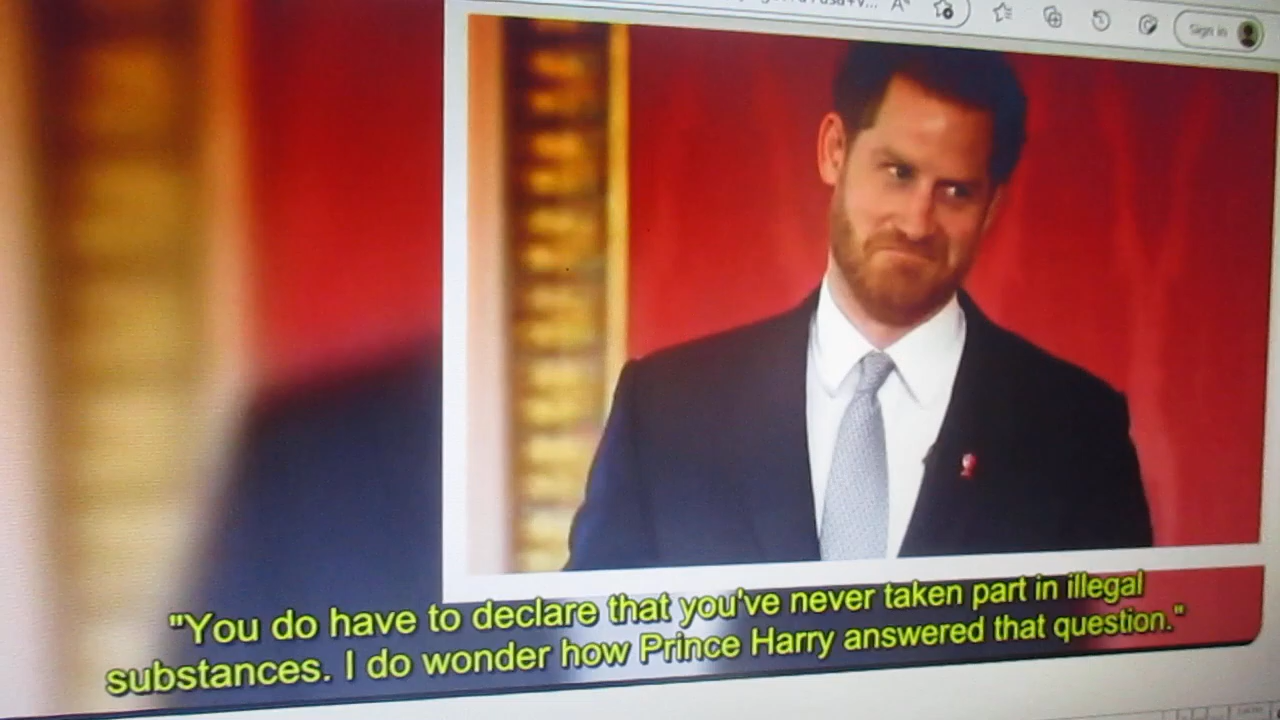 Sign in
"You do have to declare that you've never taken part in illegal
substances. I do wonder how Prince Harry answered that question."